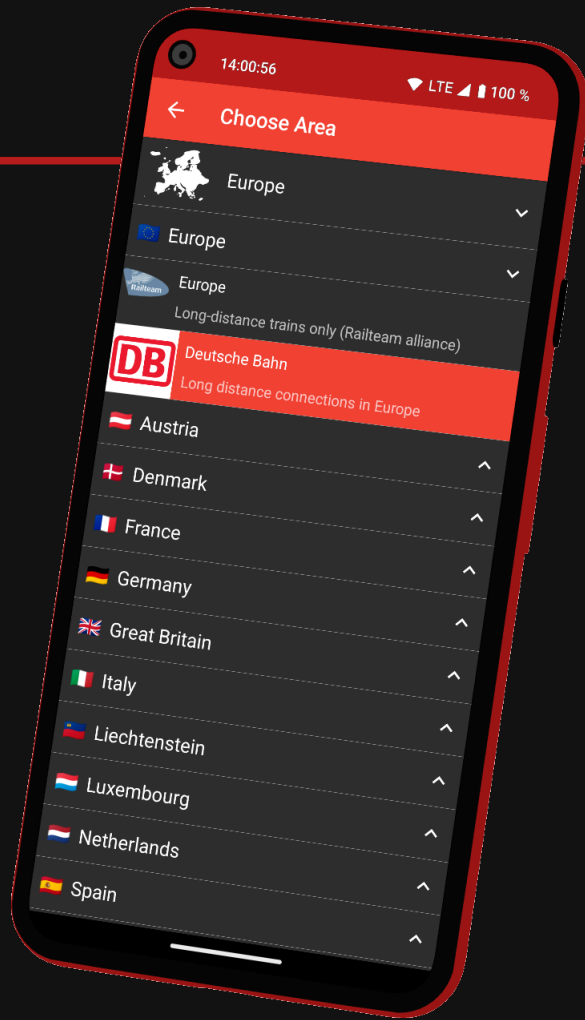 14:00:56
LTE 100 %
Choose Area
Europe
Europe
Railteam
Europe
Long-distance trains only (Railteam alliance)
DB
Deutsche Bahn
Long distance connections in Europe
Austria
Denmark
France
Germany
Great Britain
Italy
Liechtenstein
Luxembourg
Netherlands
Spain